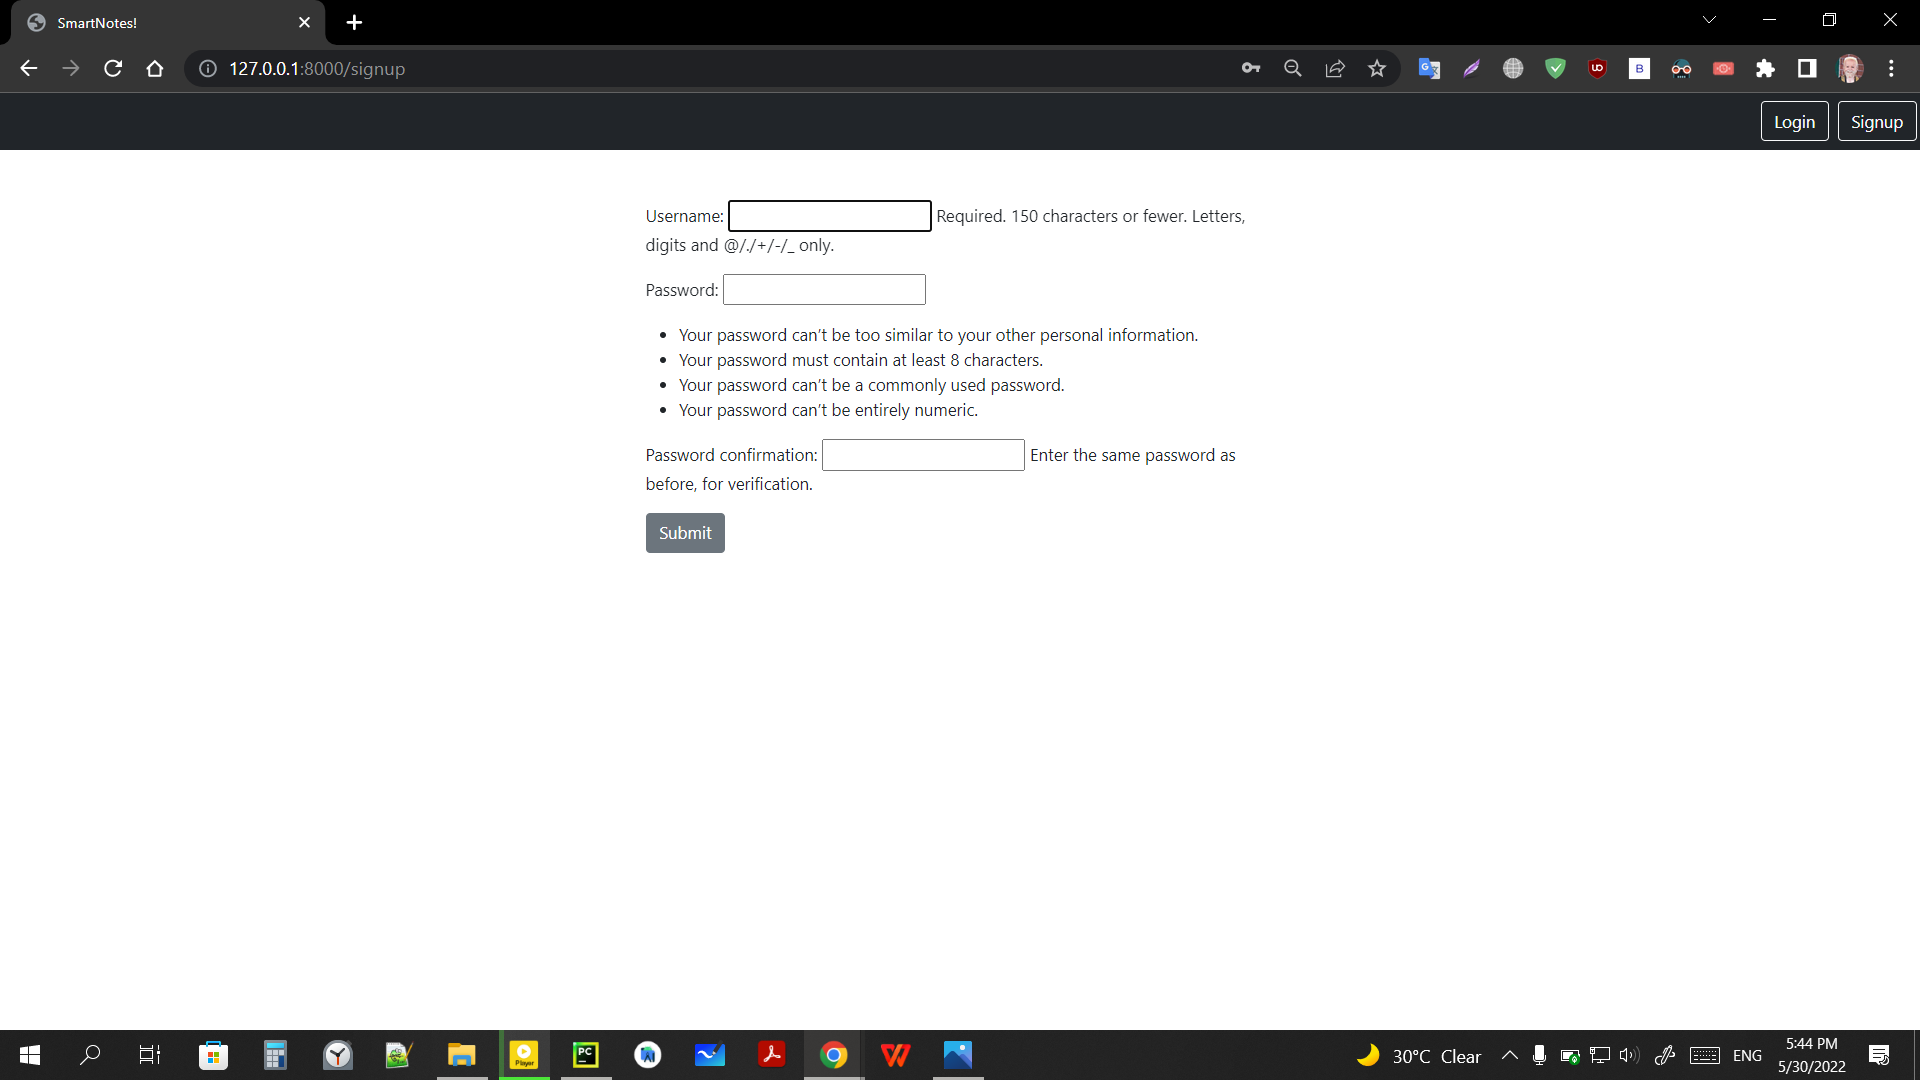 SmartNotes!
127.0.0.1:8000/signup
Login Signup
Username: Required. 150 characters or fewer. Letters,
digits and @/./+/-/_ only.
Password:
Your password can’t be too similar to your other personal information.
Your password must contain at least 8 characters.
Your password can’t be a commonly used password.
Your password can’t be entirely numeric.
Password confirmation: Enter the same password as
before, for verification.
Submit
30°C Clear
ENG
5:44 PM
5/30/2022